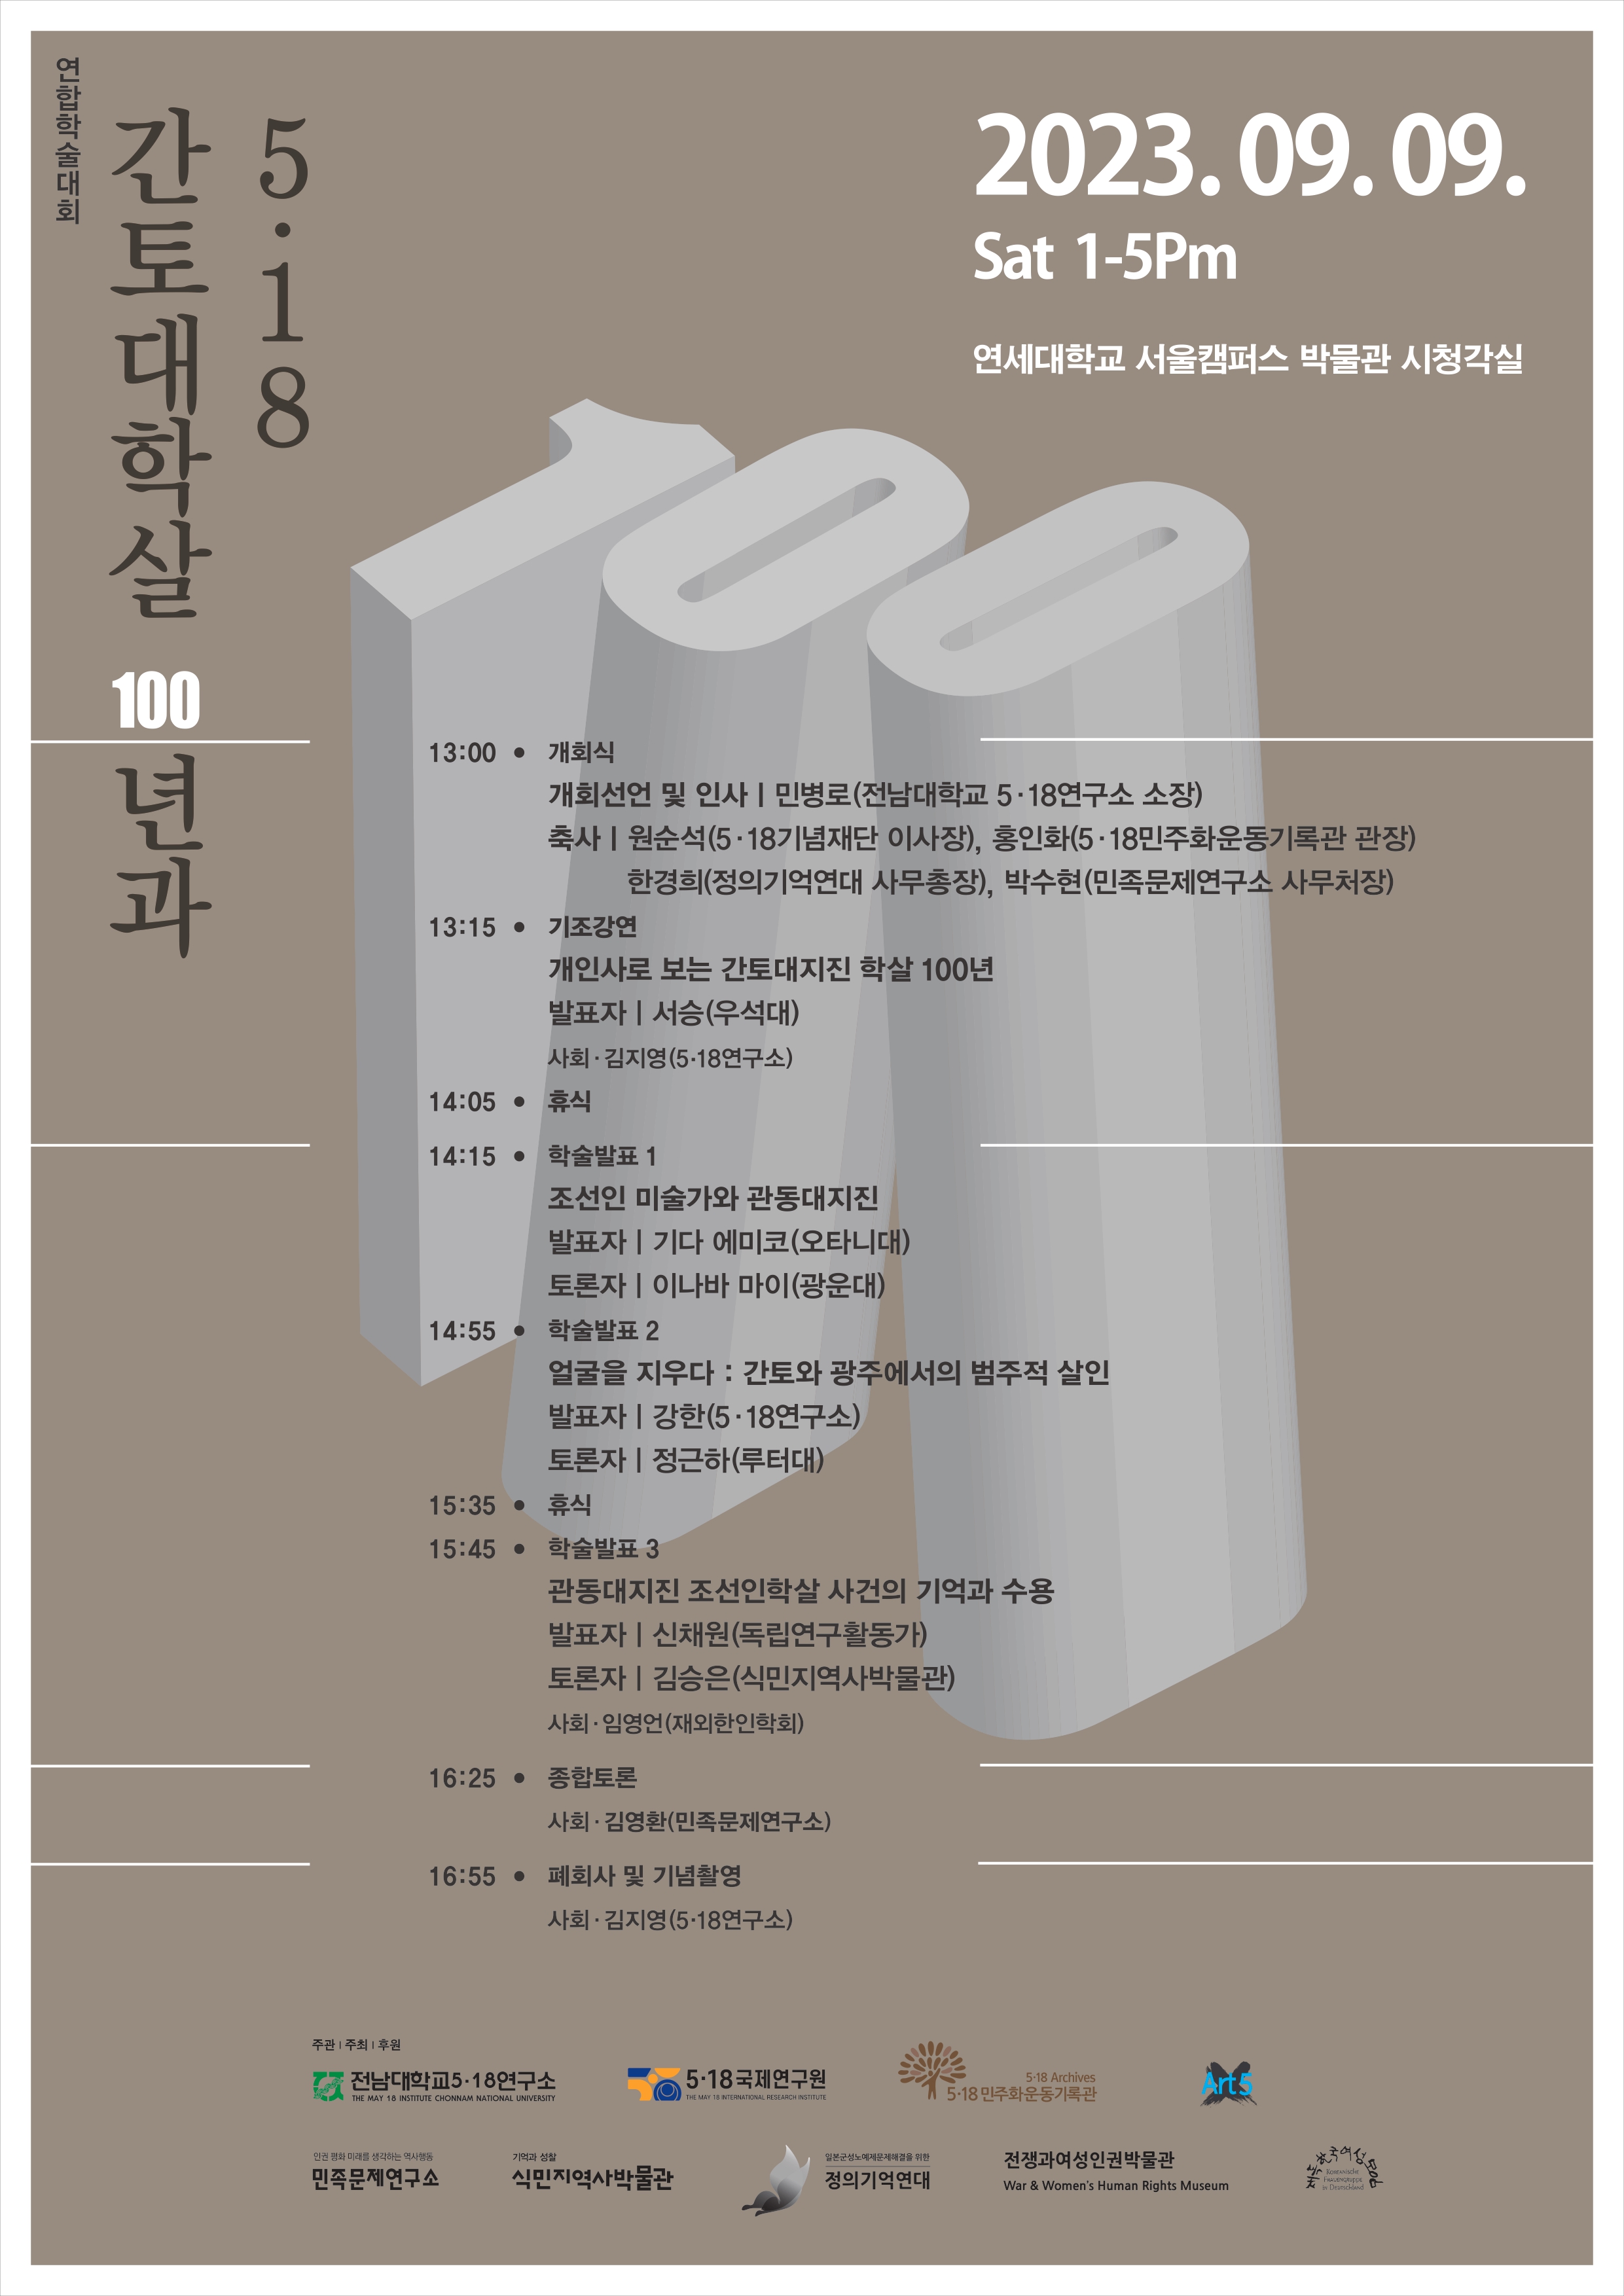 연합학술대회
간토대학살 100년과
5·18
2023. 09. 09.
Sat 1-5Pm
연세대학교 서울캠퍼스 박물관 시청각실
13:00 • 개회식
개회선언 및 인사 | 민병로(전남대학교 5·18연구소 소장)
축사 | 원순석(5·18기념재단 이사장), 홍인화(5·18민주화운동기록관 관장)
한경희(정의기억연대 사무총장), 박수현(민족문제연구소 사무처장)
13:15 • 기조강연
개인사로 보는 간토대지진 학살 100년
발표자 | 서승(우석대)
사회·김지영(5·18연구소)
14:05 • 휴식
14:15 • 학술발표 1
조선인 미술가와 관동대지진
발표자 | 기다 에미코(오타니대)
토론자 | 이나바 마이(광운대)
14:55 • 학술발표 2
얼굴을 지우다 : 간토와 광주에서의 범주적 살인
발표자 | 강한(5·18연구소)
토론자 | 정근하(루터대)
15:35 • 휴식
15:45 • 학술발표 3
관동대지진 조선인학살 사건의 기억과 수용
발표자 | 신채원(독립연구활동가)
토론자 | 김승은(식민지역사박물관)
사회·임영언(재외한인학회)
16:25 • 종합토론
사회·김영환(민족문제연구소)
16:55 • 폐회사 및 기념촬영
사회·김지영(5·18연구소)
주관 | 주최 | 후원
전남대학교5·18연구소
THE MAY 18 INSTITUTE CHONNAM NATIONAL UNIVERSITY
5·18국제연구원
THE MAY 18 INTERNATIONAL RESEARCH INSTITUTE
5·18 Archives
5·18민주화운동기록관
Art5
인권 평화 미래를 생각하는 역사행동
민족문제연구소
기억과 성찰
식민지역사박물관
일본군성노예제문제해결을 위한
정의기억연대
전쟁과여성인권박물관
War & Women's Human Rights Museum
재독한국여성모임
Koreanische
Frauengruppe
in Deutschland